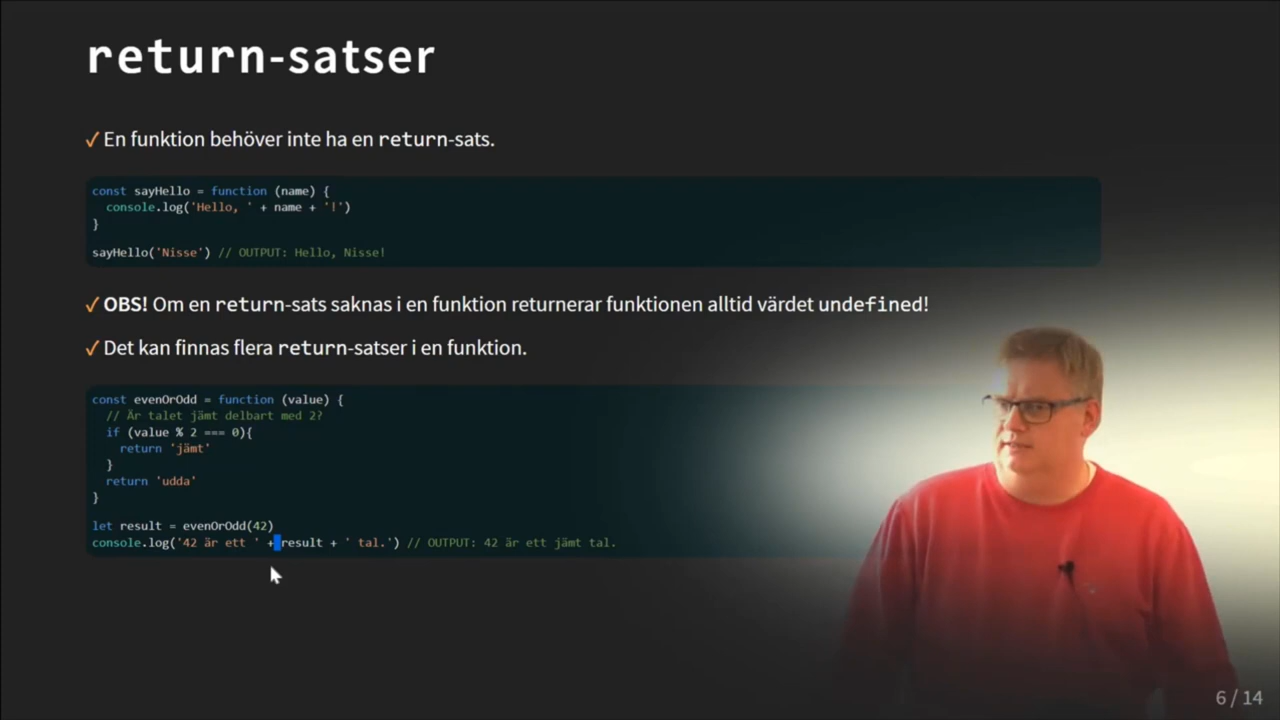 return-satser
✓ En funktion behöver inte ha en return-sats.
const sayHello = function (name) {
  console.log('Hello, ' + name + '!')
}
sayHello('Nisse') // OUTPUT: Hello, Nisse!
✓ OBS! Om en return-sats saknas i en funktion returnerar funktionen alltid värdet undefined!
✓ Det kan finnas flera return-satser i en funktion.
const evenOrOdd = function (value) {
  // Är talet jämt delbart med 2?
  if (value % 2 === 0){
    return 'jämt'
  }
  return 'udda'
}
let result = evenOrOdd(42)
console.log('42 är ett ' + result + ' tal.') // OUTPUT: 42 är ett jämt tal.
6 / 14